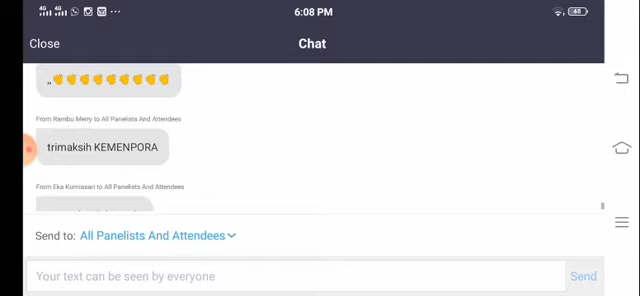 4G 4G 6:08 PM 48
Close Chat
,, 👏👏👏👏👏👏👏👏👏
From Rambu Merry to All Panelists And Attendees
trimaksih KEMENPORA
From Eka Kurniasari to All Panelists And Attendees
Send to: All Panelists And Attendees
Your text can be seen by everyone Send